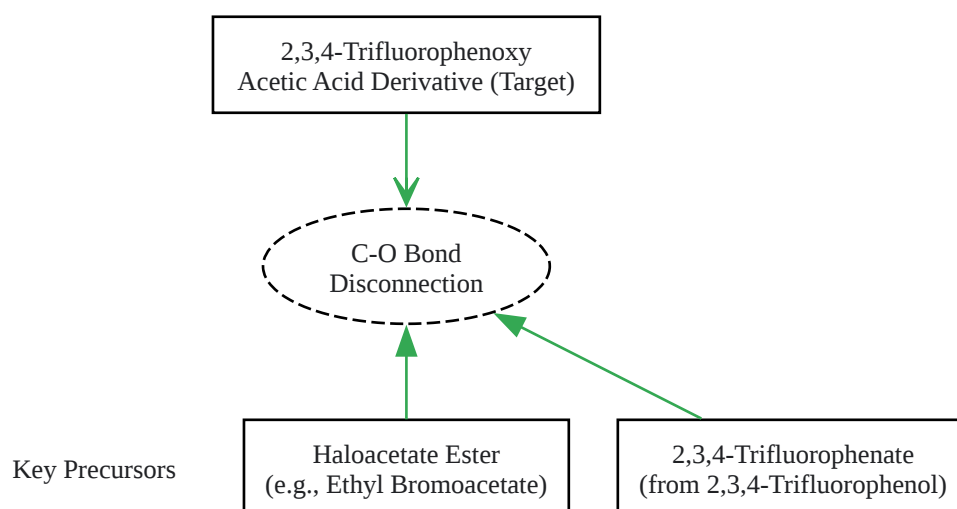 2,3,4-Trifluorophenoxy
Acetic Acid Derivative (Target)
C-O Bond
Disconnection
Key Precursors
Haloacetate Ester
(e.g., Ethyl Bromoacetate)
2,3,4-Trifluorophenate
(from 2,3,4-Trifluorophenol)